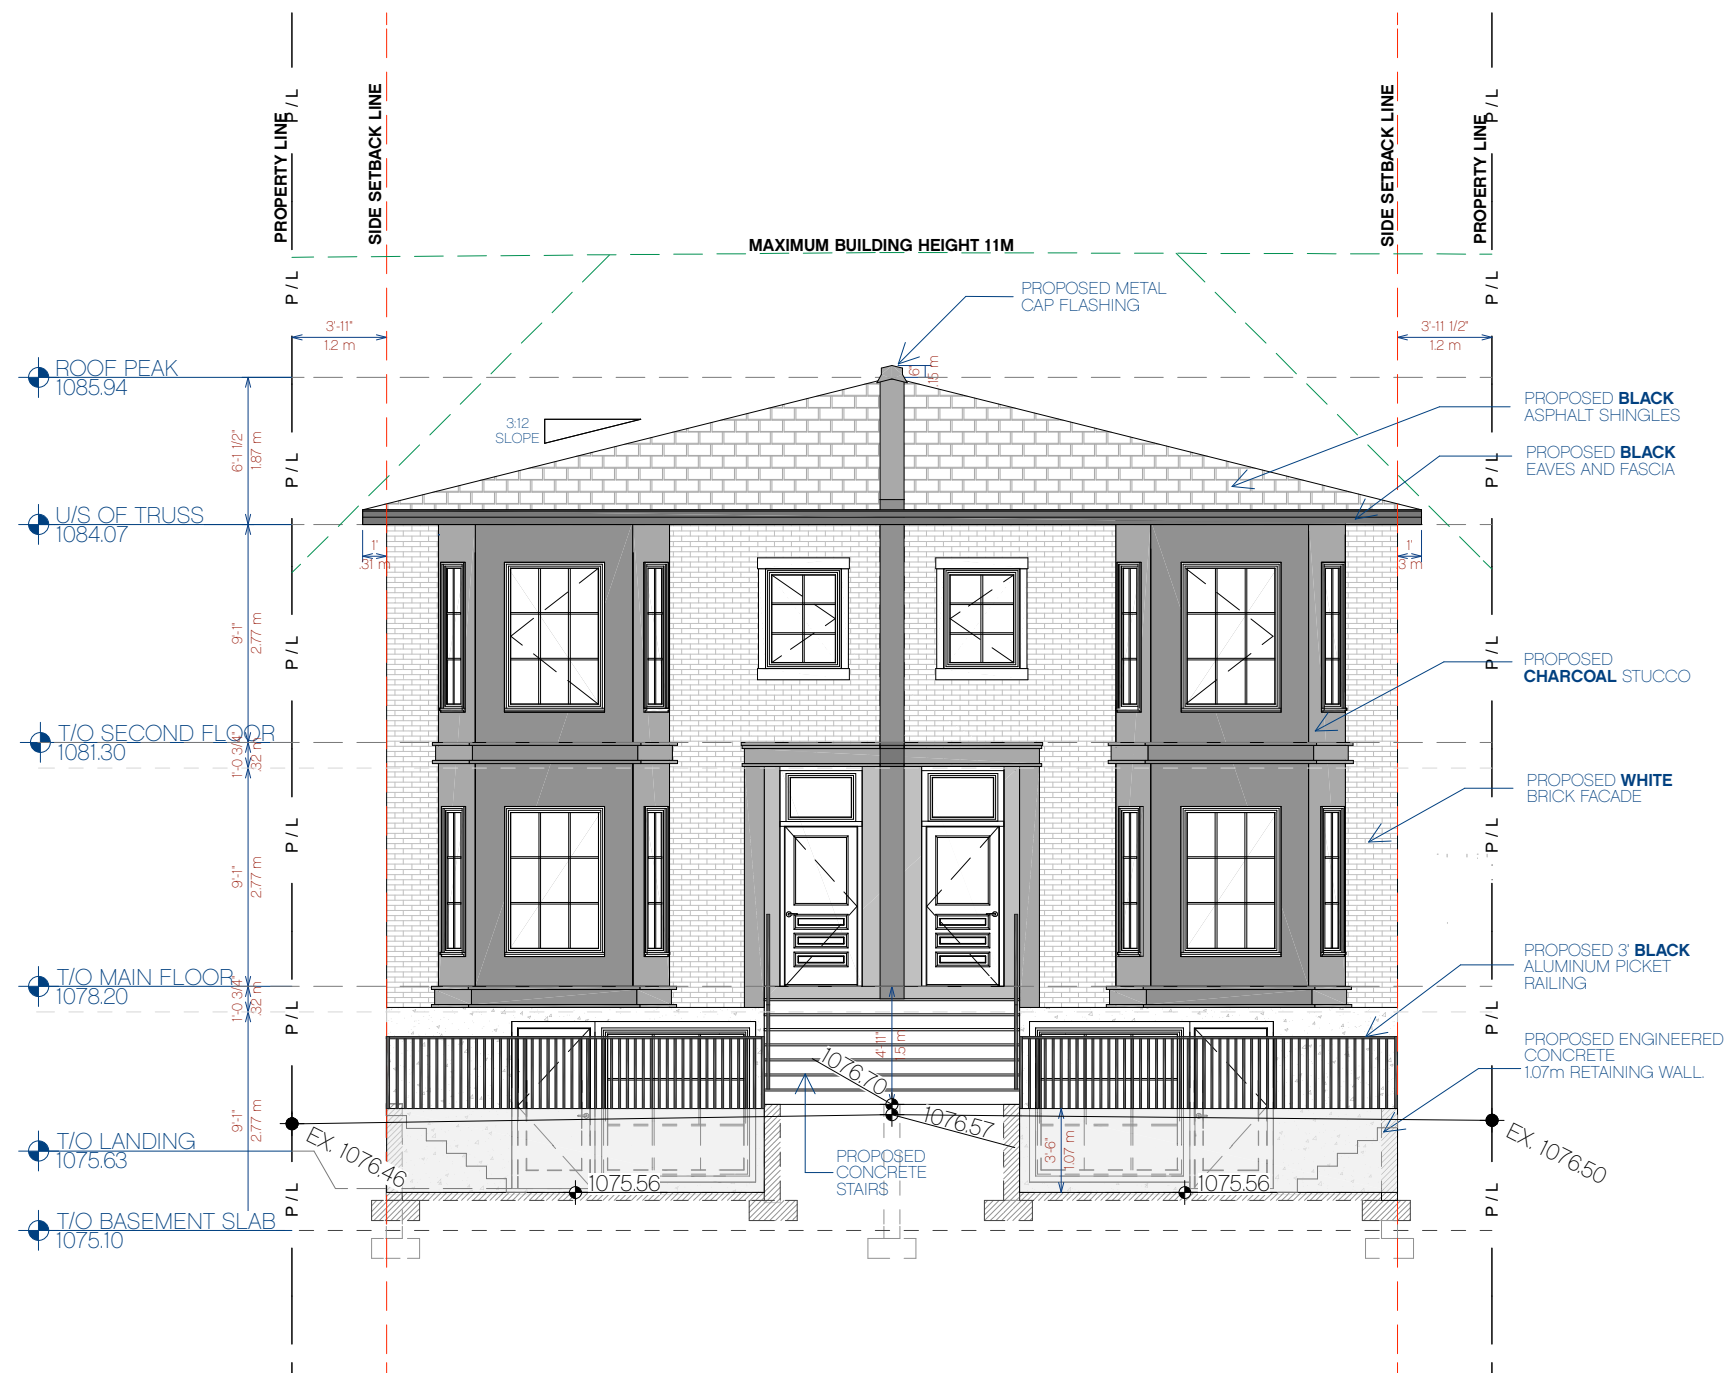 PROPERTY LINE
P / L
SIDE SETBACK LINE
SIDE SETBACK LINE
PROPERTY LINE
P / L
MAXIMUM BUILDING HEIGHT 11M
P / L
P / L
PROPOSED METAL
CAP FLASHING
3'-11"
1.2 m
3'-11 1/2"
1.2 m
ROOF PEAK
1085.94
6"
.15 m
3:12
SLOPE
6'-1 1/2"
1.87 m
P / L
P / L
PROPOSED BLACK
ASPHALT SHINGLES
PROPOSED BLACK
EAVES AND FASCIA
U/S OF TRUSS
1084.07
1'
.31 m
1'
.3 m
9'-1"
2.77 m
P / L
P / L
PROPOSED
CHARCOAL STUCCO
T/O SECOND FLOOR
1081.30
1'-0 3/4"
.32 m
PROPOSED WHITE
BRICK FACADE
P / L
P / L
9'-1"
2.77 m
T/O MAIN FLOOR
1078.20
1'-0 3/4"
.32 m
PROPOSED 3' BLACK
ALUMINUM PICKET
RAILING
P / L
P / L
4'-11"
1.5 m
PROPOSED ENGINEERED
CONCRETE
1.07m RETAINING WALL.
1076.70
1076.57
9'-1"
2.77 m
EX. 1076.46
EX. 1076.50
T/O LANDING
1075.63
3'-6"
1.07 m
PROPOSED
CONCRETE
STAIRS
1075.56
1075.56
P / L
P / L
T/O BASEMENT SLAB
1075.10